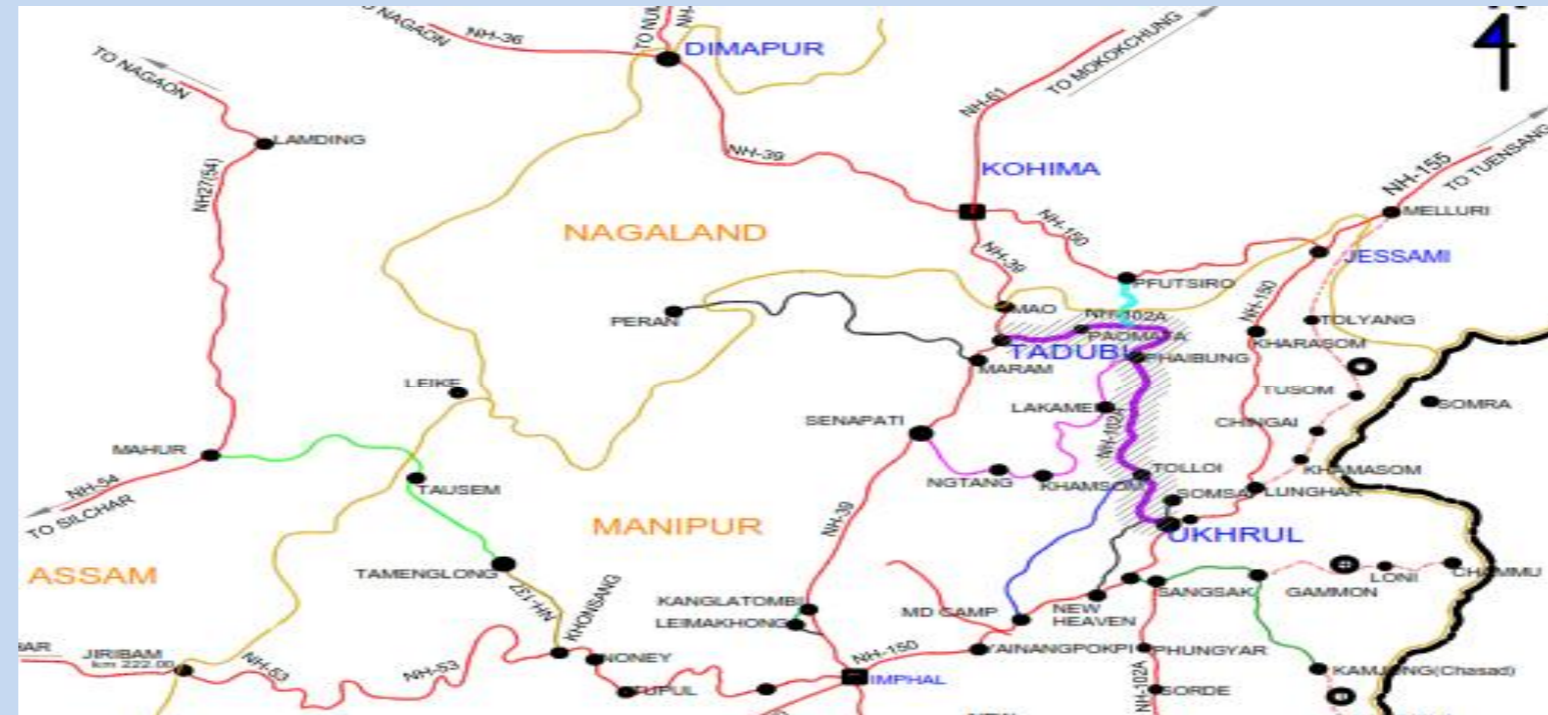 NH-36
TO NAGAON
DIMAPUR
TO NAGAON
LAMDING
NH27(54)
NH-39
NH-61
TO MOKOKCHUNG
KOHIMA
NH-155
TO TUENSANG
NAGALAND
NH-150
MELLURI
JESSAMI
NH-39
PFUTSIRO
PERAN
MAO
NH-102A
PAOMATA
NH-150
TOLYANG
KHARASOM
TADUBI
PHAIBUNG
MARAM
LEIKE
LAKAMEI
TUSOM
SOMRA
SENAPATI
NH-102A
CHINGAI
MAHUR
NH-54
TO SILCHAR
TAUSEM
NGTANG
KHAMSOM
TOLLOI
KHAMASOM
SOMSAI
LUNGHAR
MANIPUR
NH-39
UKHRUL
ASSAM
TAMENGLONG
NH-137
KHONSANG
KANGLATOMBI
LEIMAKHONG
MD CAMP
NEW
HEAVEN
SANGSAK
GAMMON
LONI
CHAMMU
JIRIBAM
km 222.00
NH-53
NH-53
NONEY
TUPUL
NH-150
IMPHAL
YAINANGPOKPI
PHUNGYAR
KAMJONG(Chasad)
NH-102A
SORDE